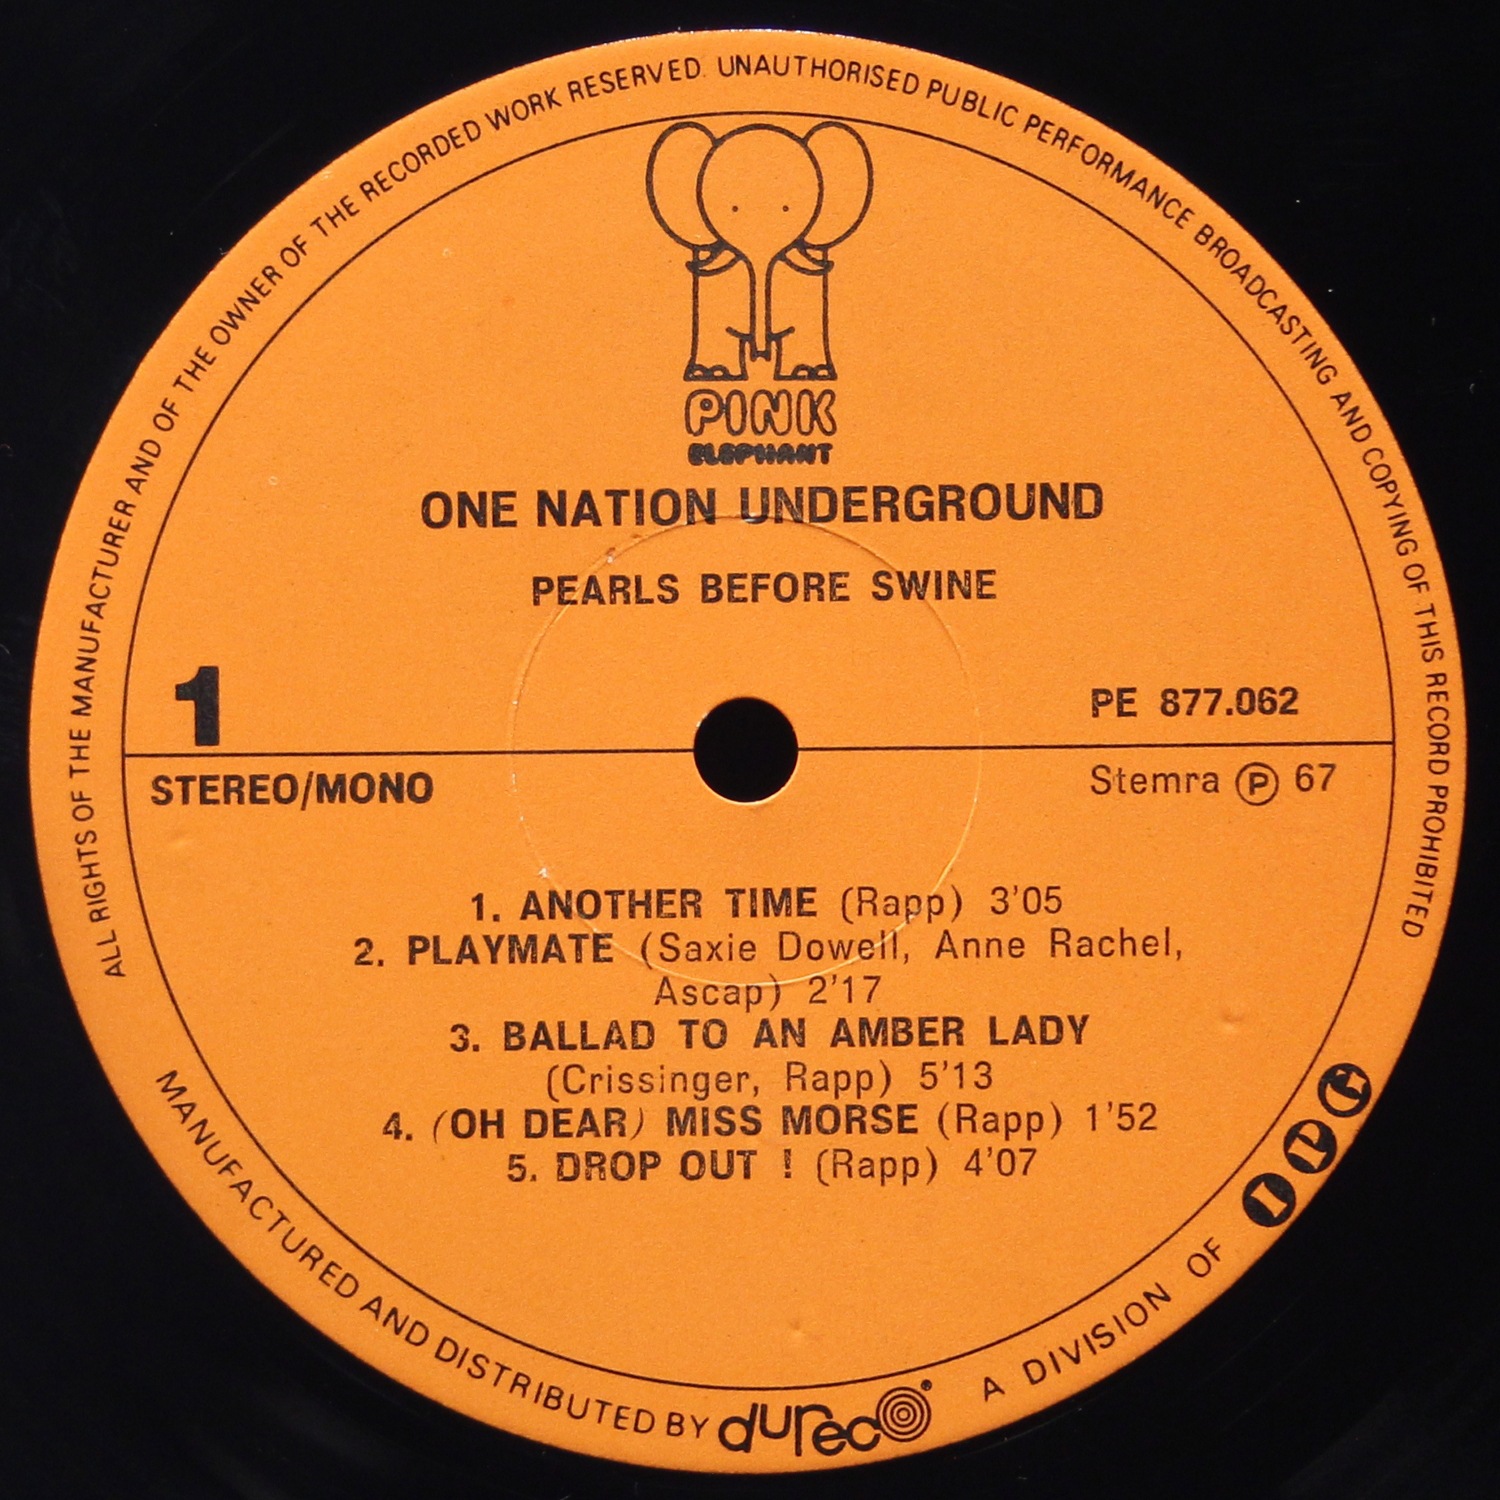 ALL RIGHTS OF THE MANUFACTURER AND OF THE OWNER OF THE RECORDED WORK RESERVED. UNAUTHORISED PUBLIC PERFORMANCE BROADCASTING AND COPYING OF THIS RECORD PROHIBITED
PINK
ELEPHANT
ONE NATION UNDERGROUND
PEARLS BEFORE SWINE
1
PE 877.062
STEREO/MONO
Stemra Ⓟ 67
1. ANOTHER TIME (Rapp) 3'05
2. PLAYMATE (Saxie Dowell, Anne Rachel,
Ascap) 2'17
3. BALLAD TO AN AMBER LADY
(Crissinger, Rapp) 5'13
4. (OH DEAR) MISS MORSE (Rapp) 1'52
5. DROP OUT ! (Rapp) 4'07
MANUFACTURED AND DISTRIBUTED BY dureco® A DIVISION OF IPG